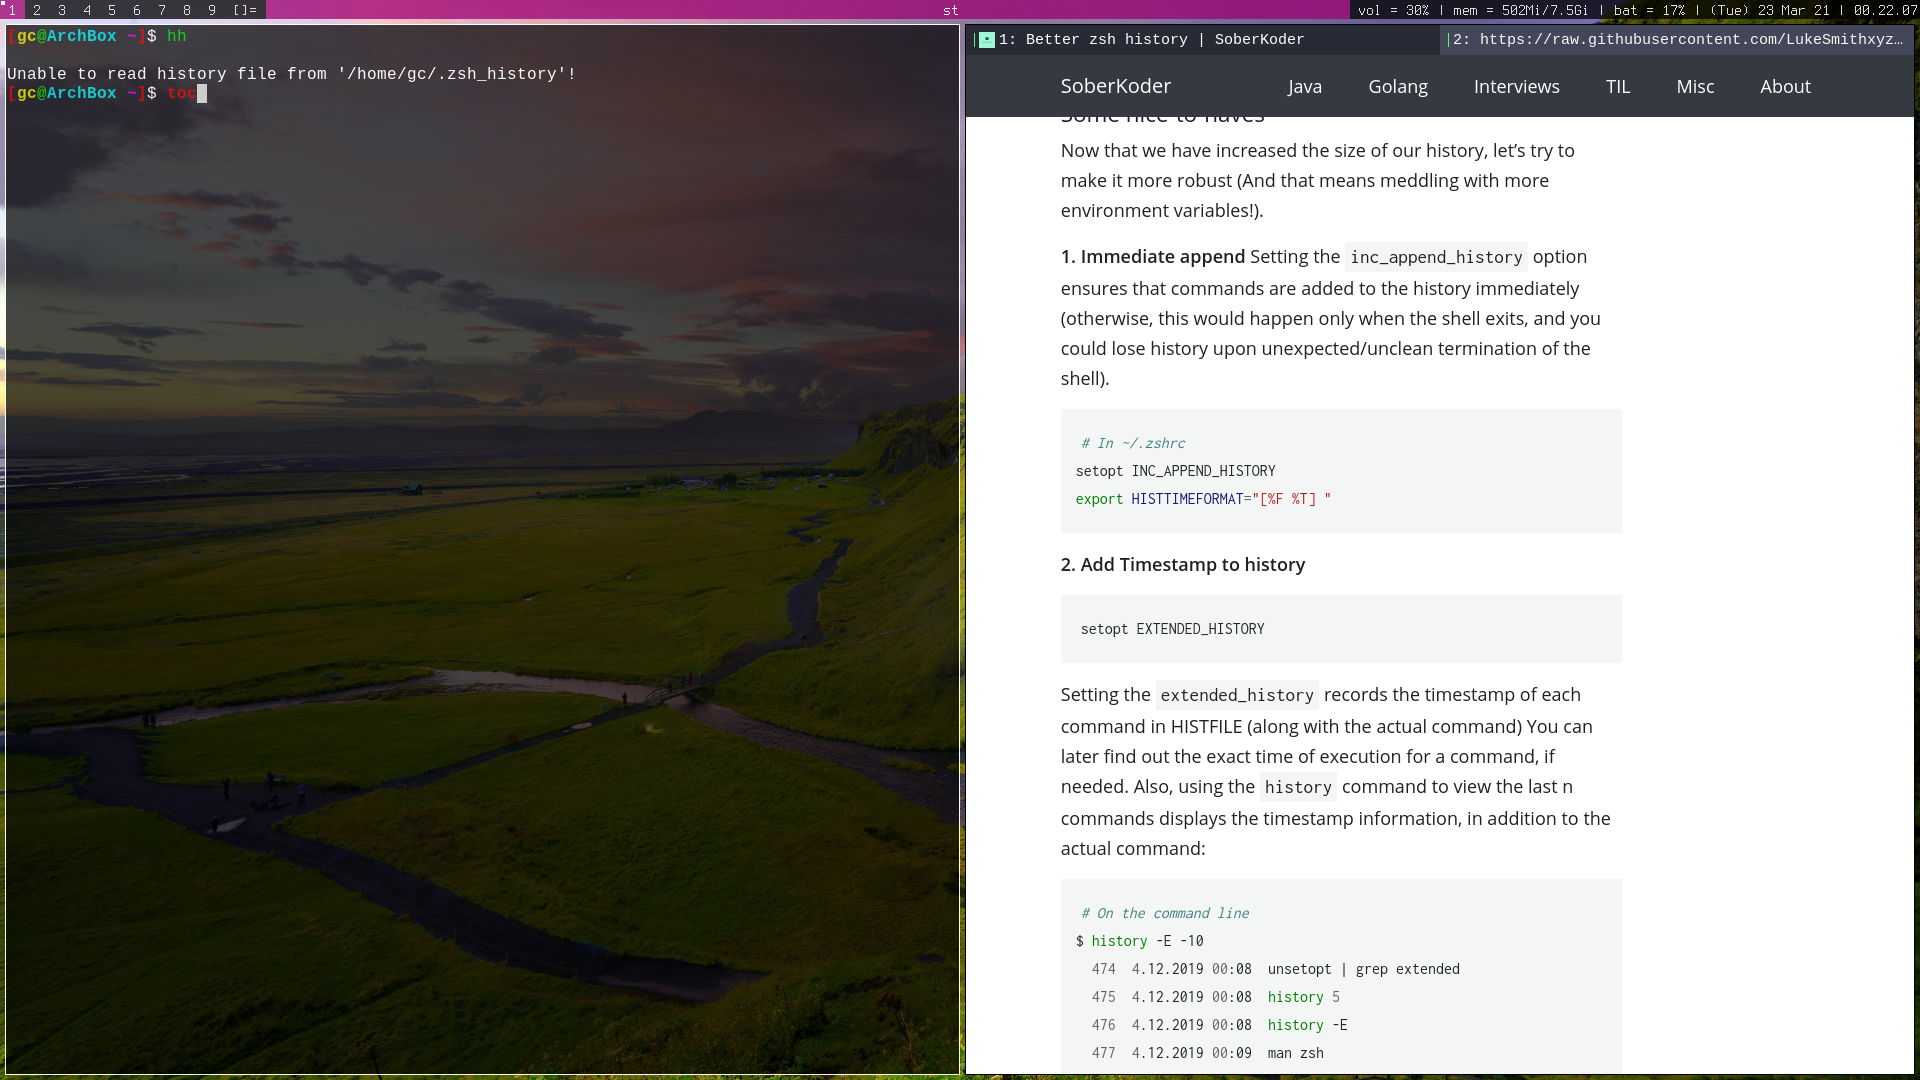 1 2 3 4 5 6 7 8 9 []= st vol = 30% | mem = 502Mi/7.5Gi | bat = 17% | (Tue) 23 Mar 21 | 00.22.07
[gc@ArchBox ~]$ hh
Unable to read history file from '/home/gc/.zsh_history'!
[gc@ArchBox ~]$ toc
1: Better zsh history | SoberKoder
2: https://raw.githubusercontent.com/LukeSmithxyz…
SoberKoder Java Golang Interviews TIL Misc About
Some nice-to-haves
Now that we have increased the size of our history, let’s try to
make it more robust (And that means meddling with more
environment variables!).
1. Immediate append Setting the inc_append_history option
ensures that commands are added to the history immediately
(otherwise, this would happen only when the shell exits, and you
could lose history upon unexpected/unclean termination of the
shell).
# In ~/.zshrc
setopt INC_APPEND_HISTORY
export HISTTIMEFORMAT="[%F %T] "
2. Add Timestamp to history
setopt EXTENDED_HISTORY
Setting the extended_history records the timestamp of each
command in HISTFILE (along with the actual command) You can
later find out the exact time of execution for a command, if
needed. Also, using the history command to view the last n
commands displays the timestamp information, in addition to the
actual command:
# On the command line
$ history -E -10
474 4.12.2019 00:08 unsetopt | grep extended
475 4.12.2019 00:08 history 5
476 4.12.2019 00:08 history -E
477 4.12.2019 00:09 man zsh